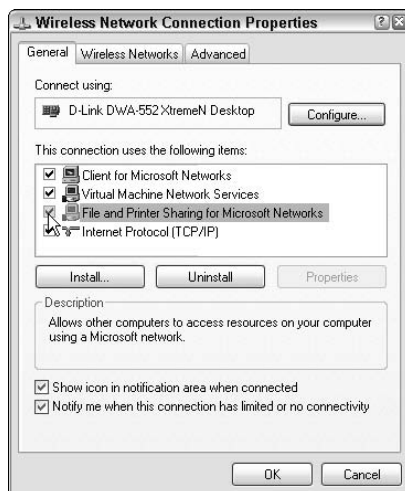 Wireless Network Connection Properties
General Wireless Networks Advanced
Connect using:
D-Link DWA-552 XtremeN Desktop
Configure...
This connection uses the following items:
Client for Microsoft Networks
Virtual Machine Network Services
File and Printer Sharing for Microsoft Networks
Internet Protocol (TCP/IP)
Install... Uninstall Properties
Description
Allows other computers to access resources on your computer
using a Microsoft network.
Show icon in notification area when connected
Notify me when this connection has limited or no connectivity
OK Cancel